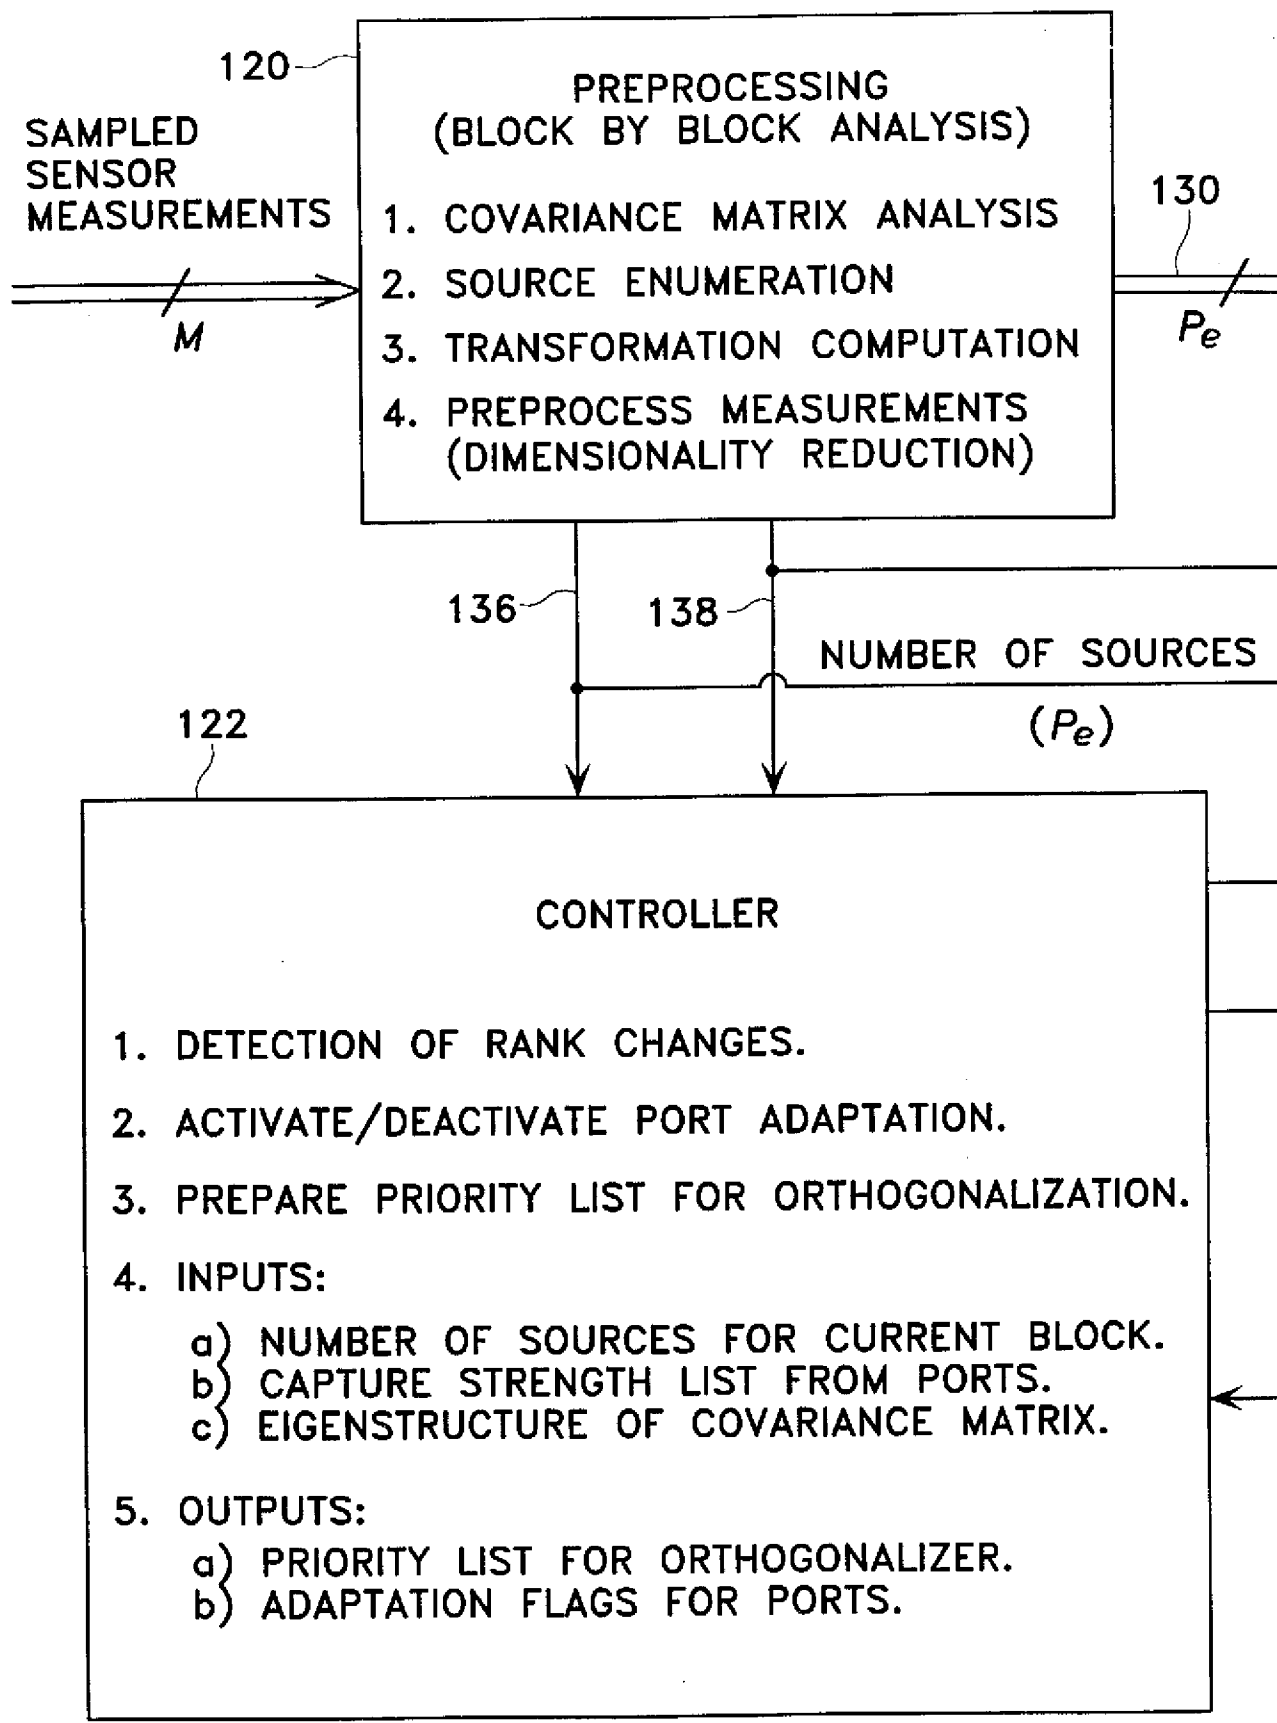 120
PREPROCESSING
(BLOCK BY BLOCK ANALYSIS)
SAMPLED
SENSOR
MEASUREMENTS
M
1. COVARIANCE MATRIX ANALYSIS
2. SOURCE ENUMERATION
3. TRANSFORMATION COMPUTATION
4. PREPROCESS MEASUREMENTS
(DIMENSIONALITY REDUCTION)
130
Pe
136
138
NUMBER OF SOURCES
(Pe)
122
CONTROLLER
1. DETECTION OF RANK CHANGES.
2. ACTIVATE/DEACTIVATE PORT ADAPTATION.
3. PREPARE PRIORITY LIST FOR ORTHOGONALIZATION.
4. INPUTS:
a) NUMBER OF SOURCES FOR CURRENT BLOCK.
b) CAPTURE STRENGTH LIST FROM PORTS.
c) EIGENSTRUCTURE OF COVARIANCE MATRIX.
5. OUTPUTS:
a) PRIORITY LIST FOR ORTHOGONALIZER.
b) ADAPTATION FLAGS FOR PORTS.